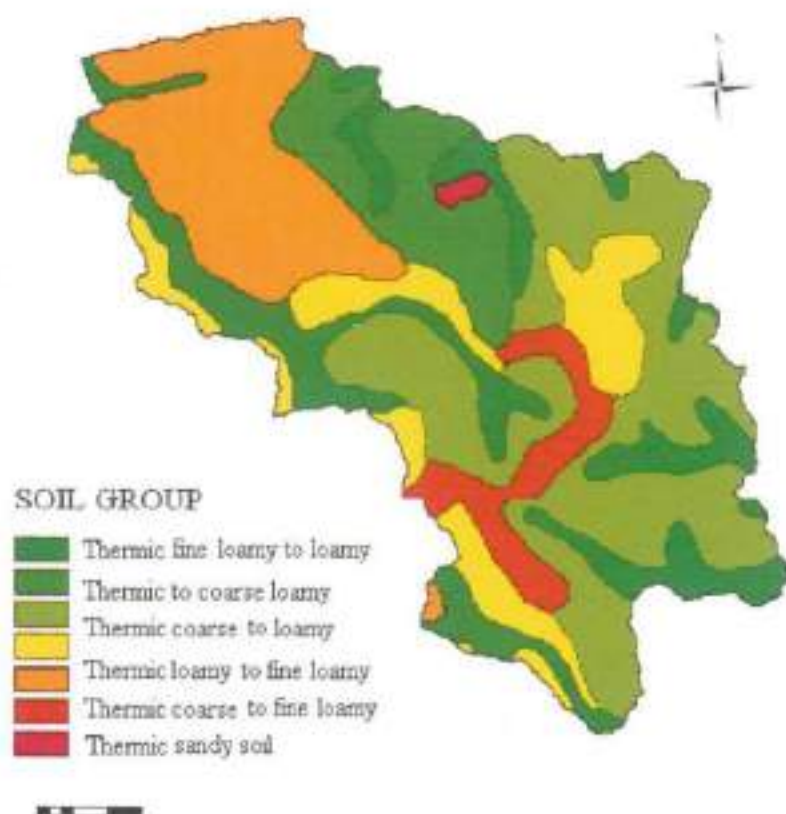 SOIL GROUP
Thermic fine loamy to loamy
Thermic to coarse loamy
Thermic coarse to loamy
Thermic loamy to fine loamy
Thermic coarse to fine loamy
Thermic sandy soil